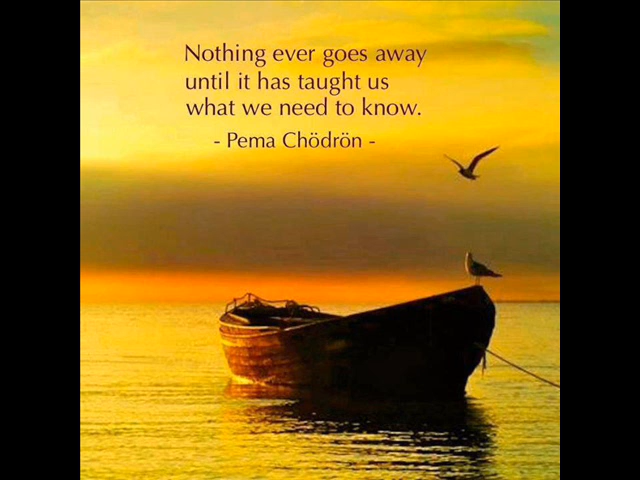 Nothing ever goes away
until it has taught us
what we need to know.
- Pema Chödrön -